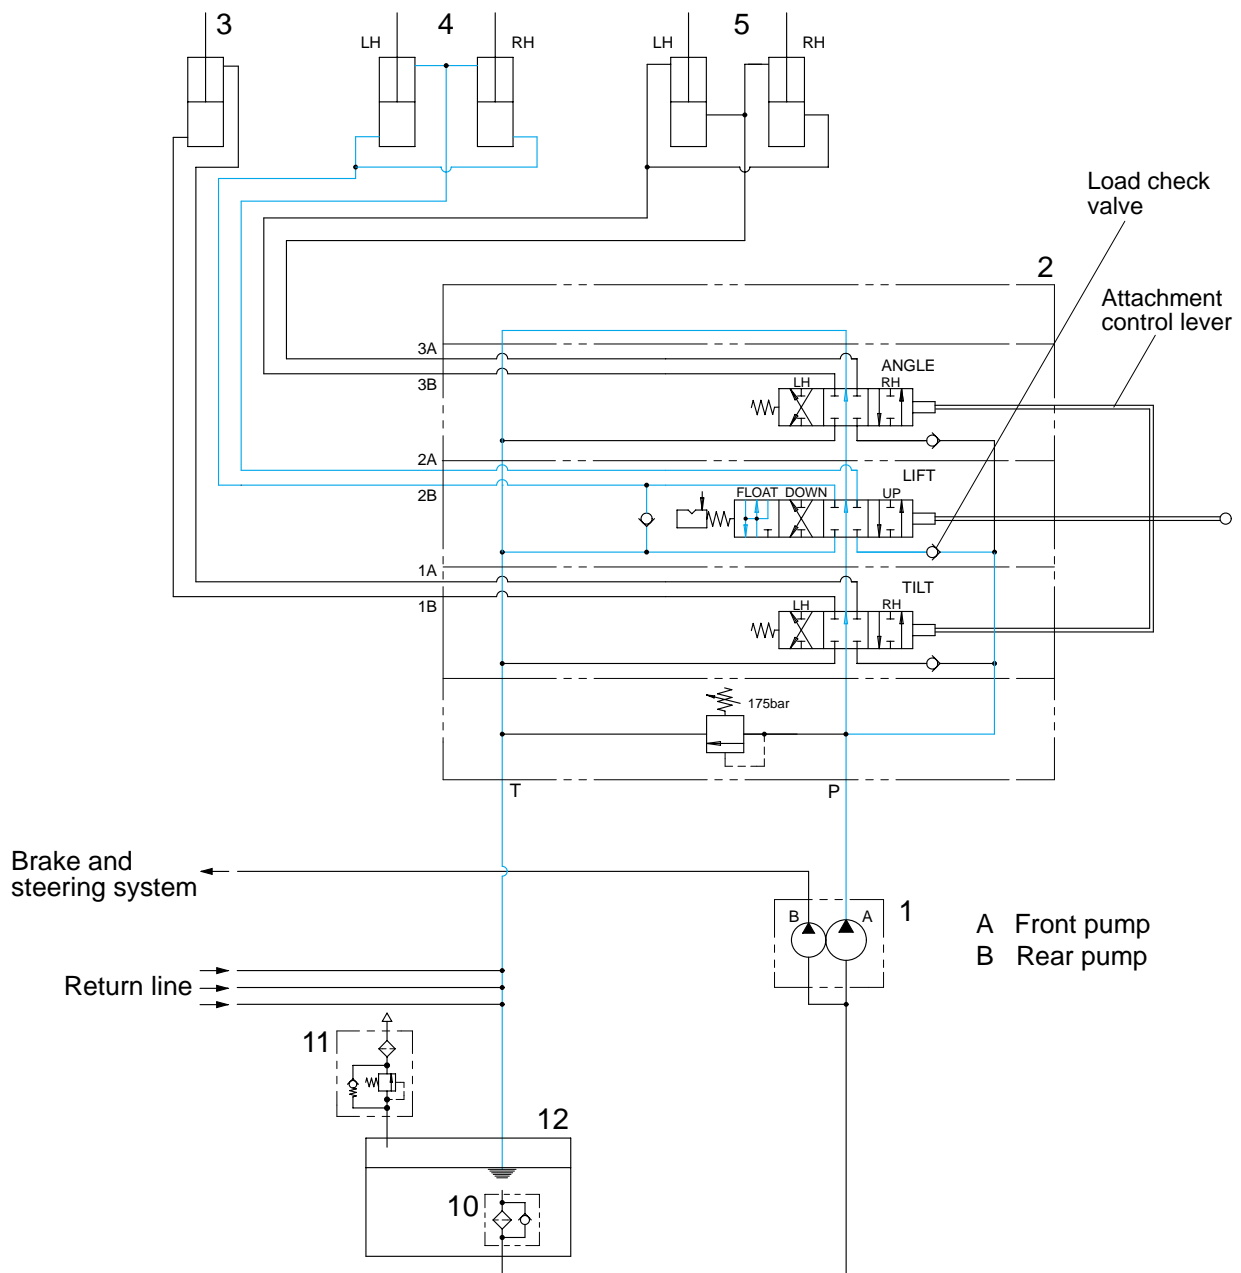 3
4
5
LH
RH
LH
RH
Load check
valve
2
Attachment
control lever
3A
ANGLE
3B
LH
RH
2A
LIFT
2B
FLOAT
DOWN
UP
1A
TILT
1B
LH
RH
175bar
T
P
Brake and
steering system
B
A
1
A Front pump
B Rear pump
Return line
11
12
10